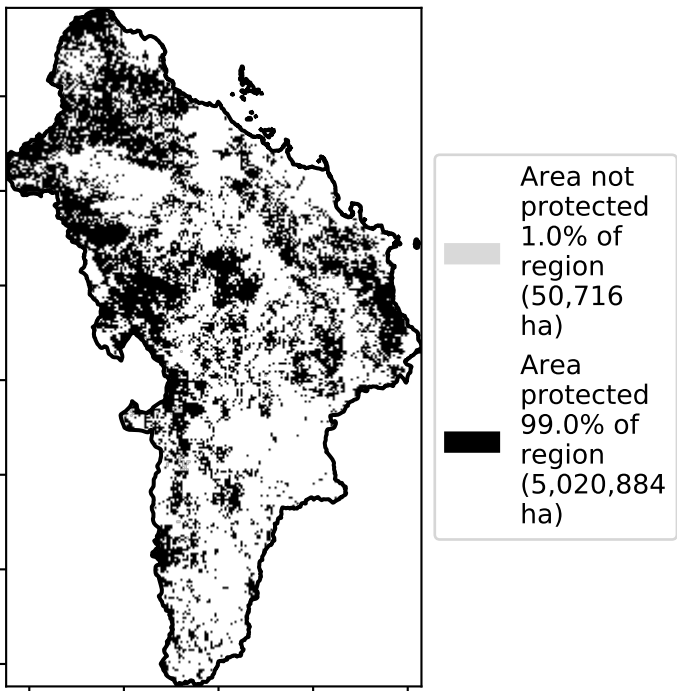 Area not
protected
1.0% of
region
(50,716
ha)
Area
protected
99.0% of
region
(5,020,884
ha)